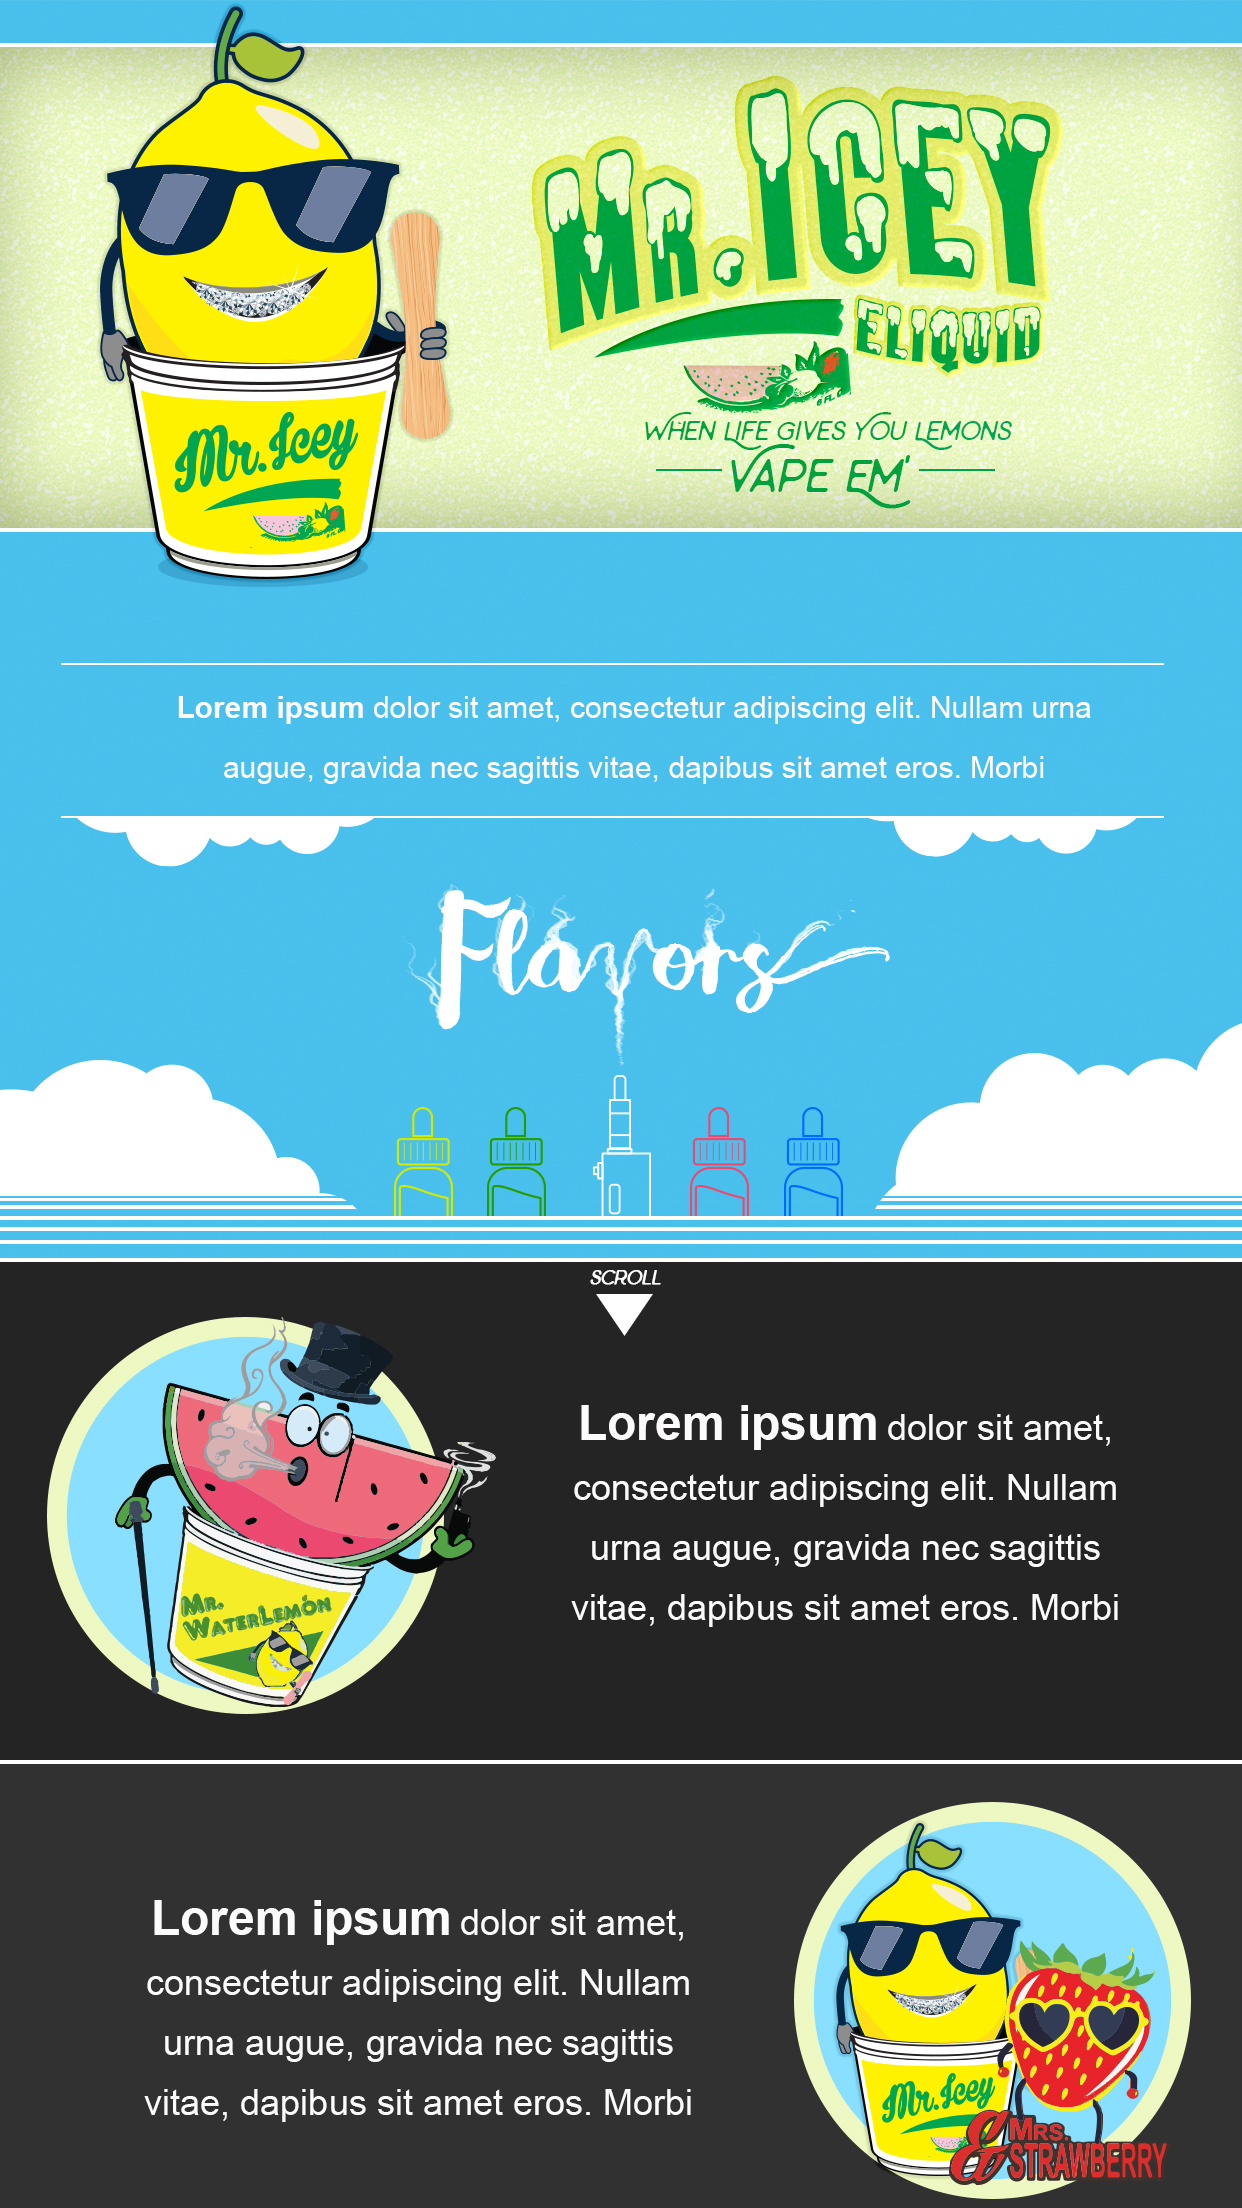 Mr. Icey
Eliquid
6 FL O
When life gives you lemons
Vape Em'
Mr. Icey
Lorem ipsum dolor sit amet, consectetur adipiscing elit. Nullam urna
augue, gravida nec sagittis vitae, dapibus sit amet eros. Morbi
Flavors
SCROLL
Lorem ipsum dolor sit amet,
consectetur adipiscing elit. Nullam
urna augue, gravida nec sagittis
vitae, dapibus sit amet eros. Morbi
Mr.
WaterLemon
Lorem ipsum dolor sit amet,
consectetur adipiscing elit. Nullam
urna augue, gravida nec sagittis
vitae, dapibus sit amet eros. Morbi
Mr. Icey
& Mrs.
Strawberry